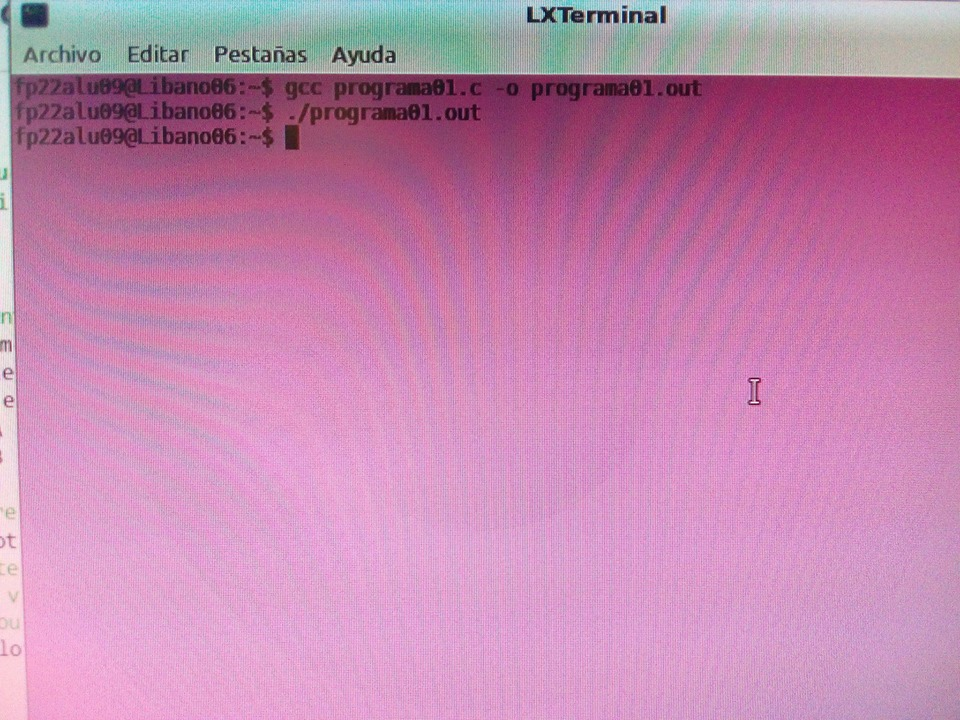 LXTerminal
Archivo Editar Pestañas Ayuda
fp22alu09@Libano06:~$ gcc programa01.c -o programa01.out
fp22alu09@Libano06:~$ ./programa01.out
fp22alu09@Libano06:~$
u
i
n
m
e
e
re
ot
te
v
ou
lo